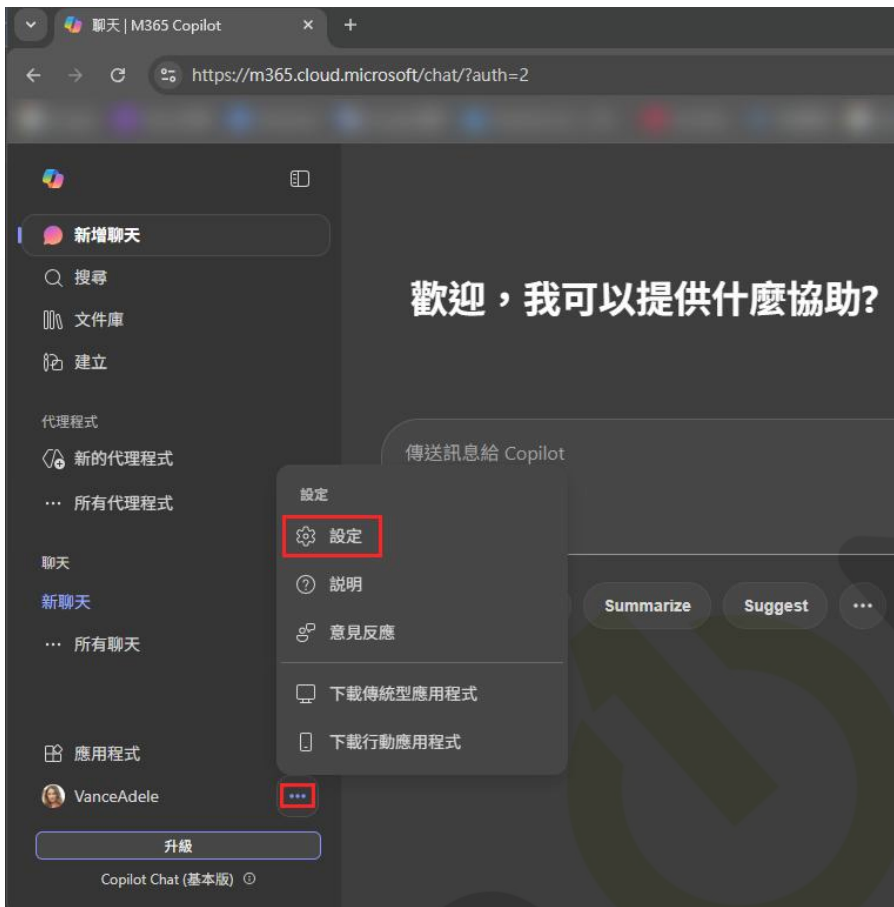 聊天 | M365 Copilot
https://m365.cloud.microsoft/chat/?auth=2
新增聊天
搜尋
文件庫
建立
代理程式
新的代理程式
所有代理程式
聊天
新聊天
所有聊天
應用程式
VanceAdele
升級
Copilot Chat (基本版)
歡迎，我可以提供什麼協助?
傳送訊息給 Copilot
設定
設定
說明
意見反應
下載傳統型應用程式
下載行動應用程式
Summarize
Suggest